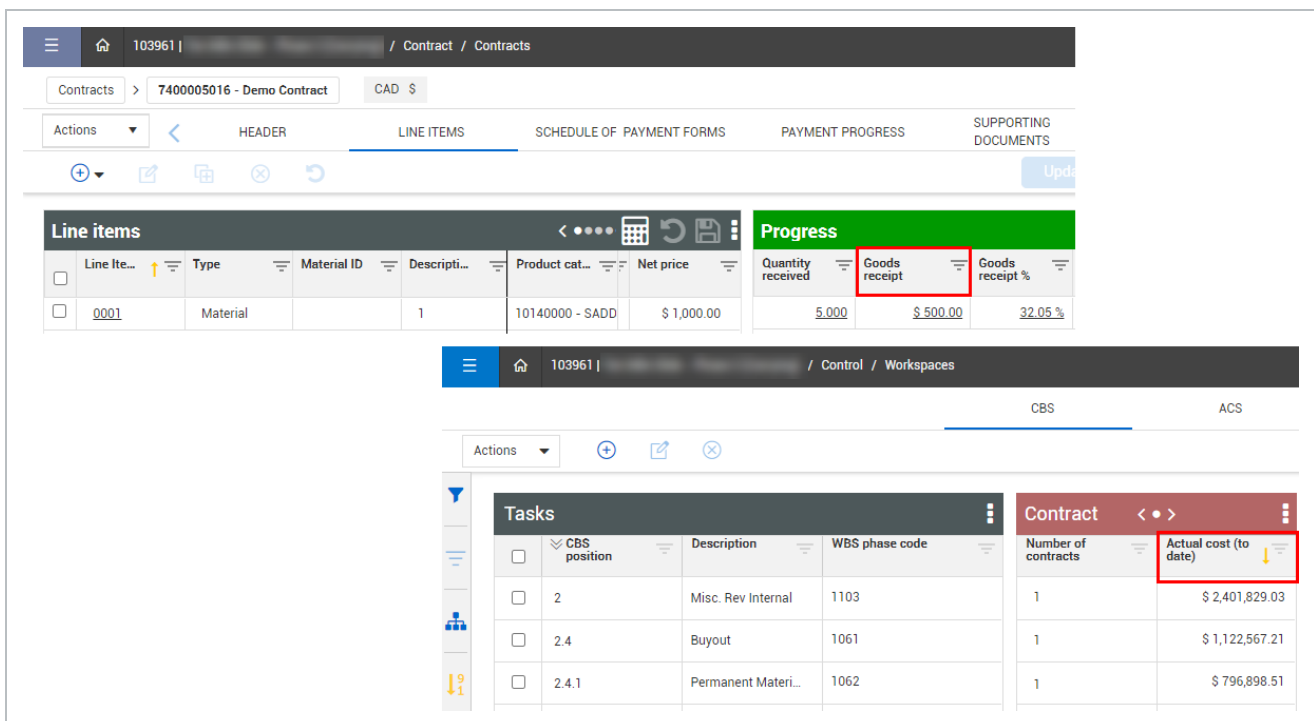 103961 | / Contract / Contracts
Contracts > 7400005016 - Demo Contract CAD $
Actions HEADER LINE ITEMS SCHEDULE OF PAYMENT FORMS PAYMENT PROGRESS SUPPORTING
DOCUMENTS
Line items Progress
Line Ite... Type Material ID Descripti... Product cat... Net price Quantity Goods Goods
received receipt receipt %
0001 Material 1 10140000 - SADD $ 1,000.00 5.000 $ 500.00 32.05 %
103961 | / Control / Workspaces
CBS ACS
Actions
Tasks Contract
CBS Description WBS phase code Number of Actual cost (to
position contracts date)
2 Misc. Rev Internal 1103 1 $ 2,401,829.03
2.4 Buyout 1061 1 $ 1,122,567.21
2.4.1 Permanent Materi... 1062 1 $ 796,898.51